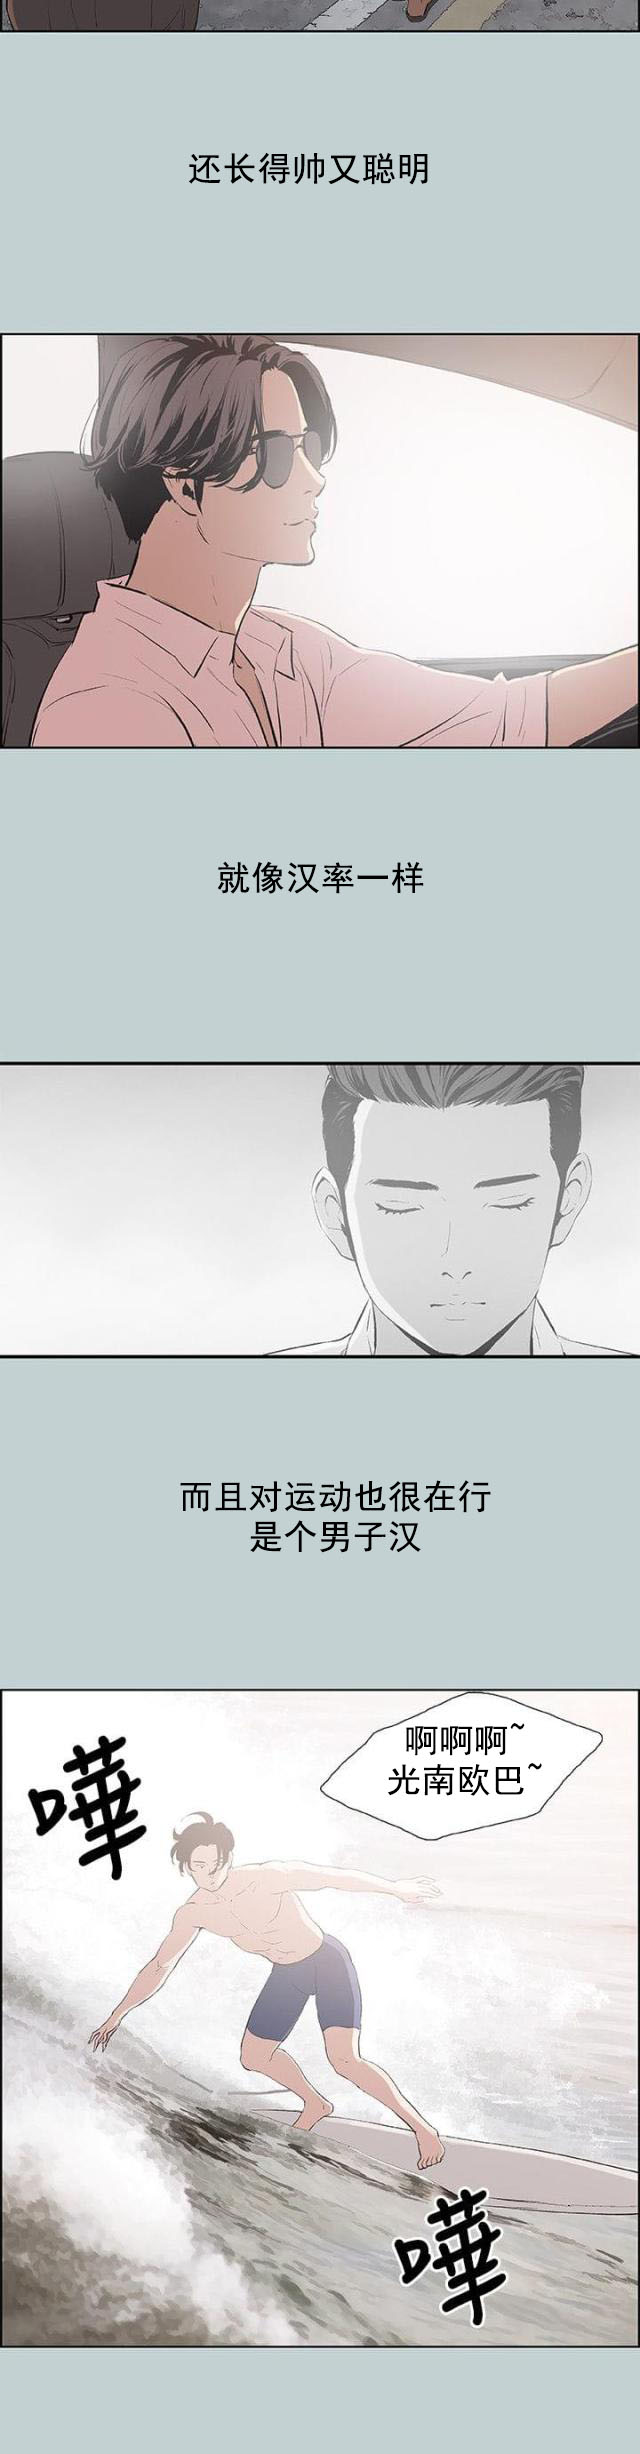 还长得帅又聪明
就像汉率一样
而且对运动也很在行
是个男子汉
啊啊啊~
光南欧巴~
嘩
嘩